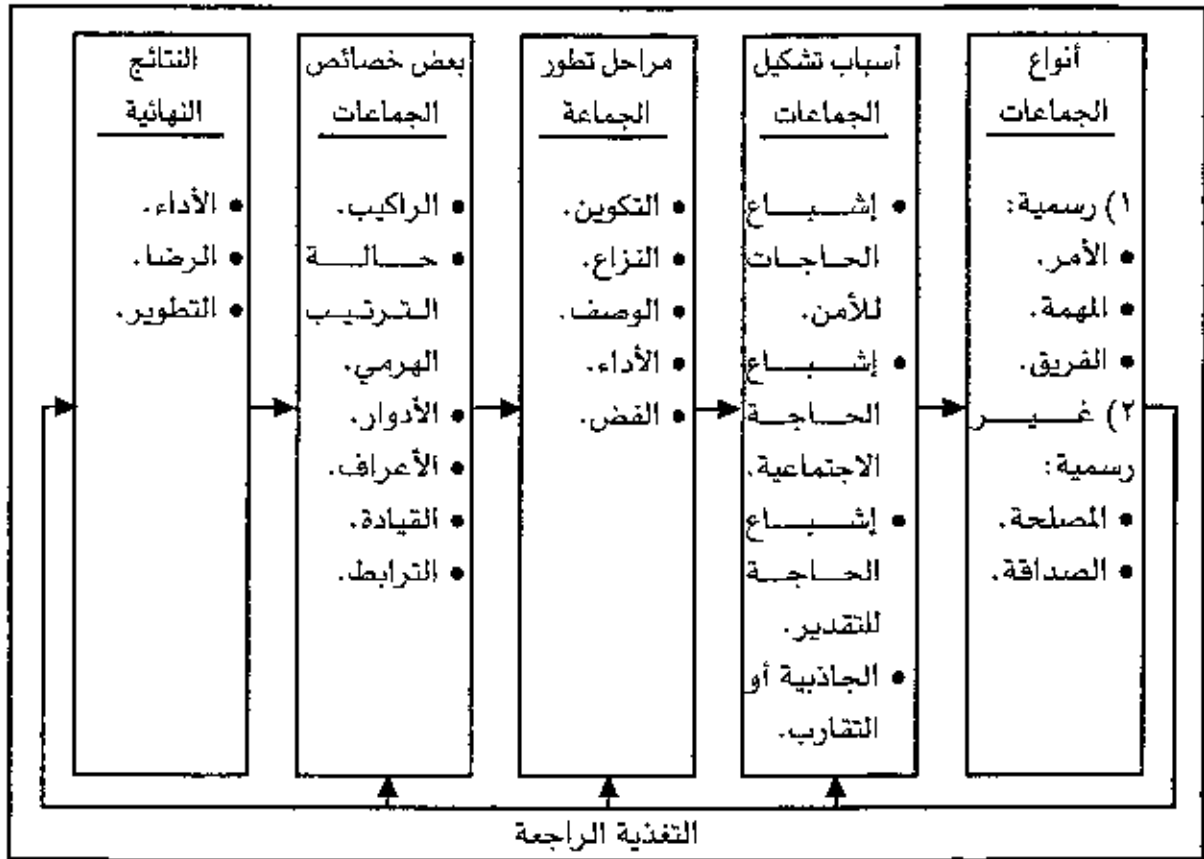 أنواع
الجماعات
١) رسمية:
• الأمر.
• المهمة.
• الفريق.
٢) غير
رسمية:
• المصلحة.
• الصداقة.
أسباب تشكيل
الجماعات
• إشباع
الحاجات
للأمن.
• إشباع
الحاجة
الاجتماعية.
• إشباع
الحاجة
للتقدير.
• الجاذبية أو
التقارب.
مراحل تطور
الجماعة
• التكوين.
• النزاع.
• الوصف.
• الأداء.
• الفض.
بعض خصائص
الجماعات
• الراكيب.
• حالة
الترتيب
الهرمي.
• الأدوار.
• الأعراف.
• القيادة.
• الترابط.
النتائج
النهائية
• الأداء.
• الرضا.
• التطوير.
التغذية الراجعة